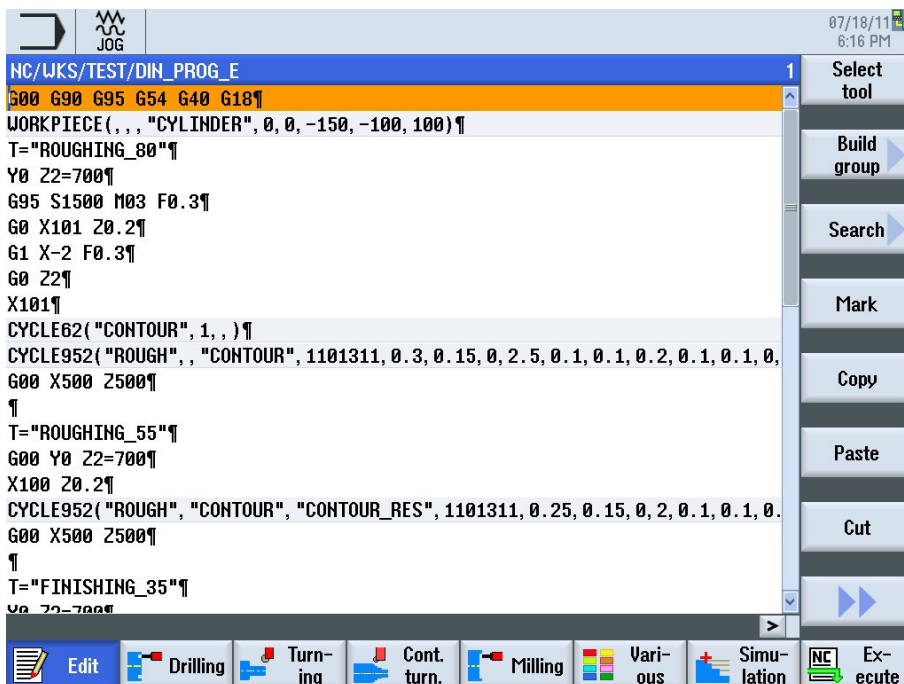 JOG
07/18/11
6:16 PM
NC/WKS/TEST/DIN_PROG_E 1
G00 G90 G95 G54 G40 G18¶
WORKPIECE(,,,"CYLINDER",0,0,-150,-100,100)¶
T="ROUGHING_80"¶
Y0 Z2=700¶
G95 S1500 M03 F0.3¶
G0 X101 Z0.2¶
G1 X-2 F0.3¶
G0 Z2¶
X101¶
CYCLE62("CONTOUR",1,,)¶
CYCLE952("ROUGH",,"CONTOUR",1101311,0.3,0.15,0,2.5,0.1,0.1,0.2,0.1,0.1,0,
G00 X500 Z500¶
¶
T="ROUGHING_55"¶
G00 Y0 Z2=700¶
X100 Z0.2¶
CYCLE952("ROUGH","CONTOUR","CONTOUR_RES",1101311,0.25,0.15,0,2,0.1,0.1,0.
G00 X500 Z500¶
¶
T="FINISHING_35"¶
Y0 Z2=700¶
Select
tool
Build
group
Search
Mark
Copy
Paste
Cut
Edit
Drilling
Turn-
ing
Cont.
turn.
Milling
Vari-
ous
Simu-
lation
NC
Ex-
ecute